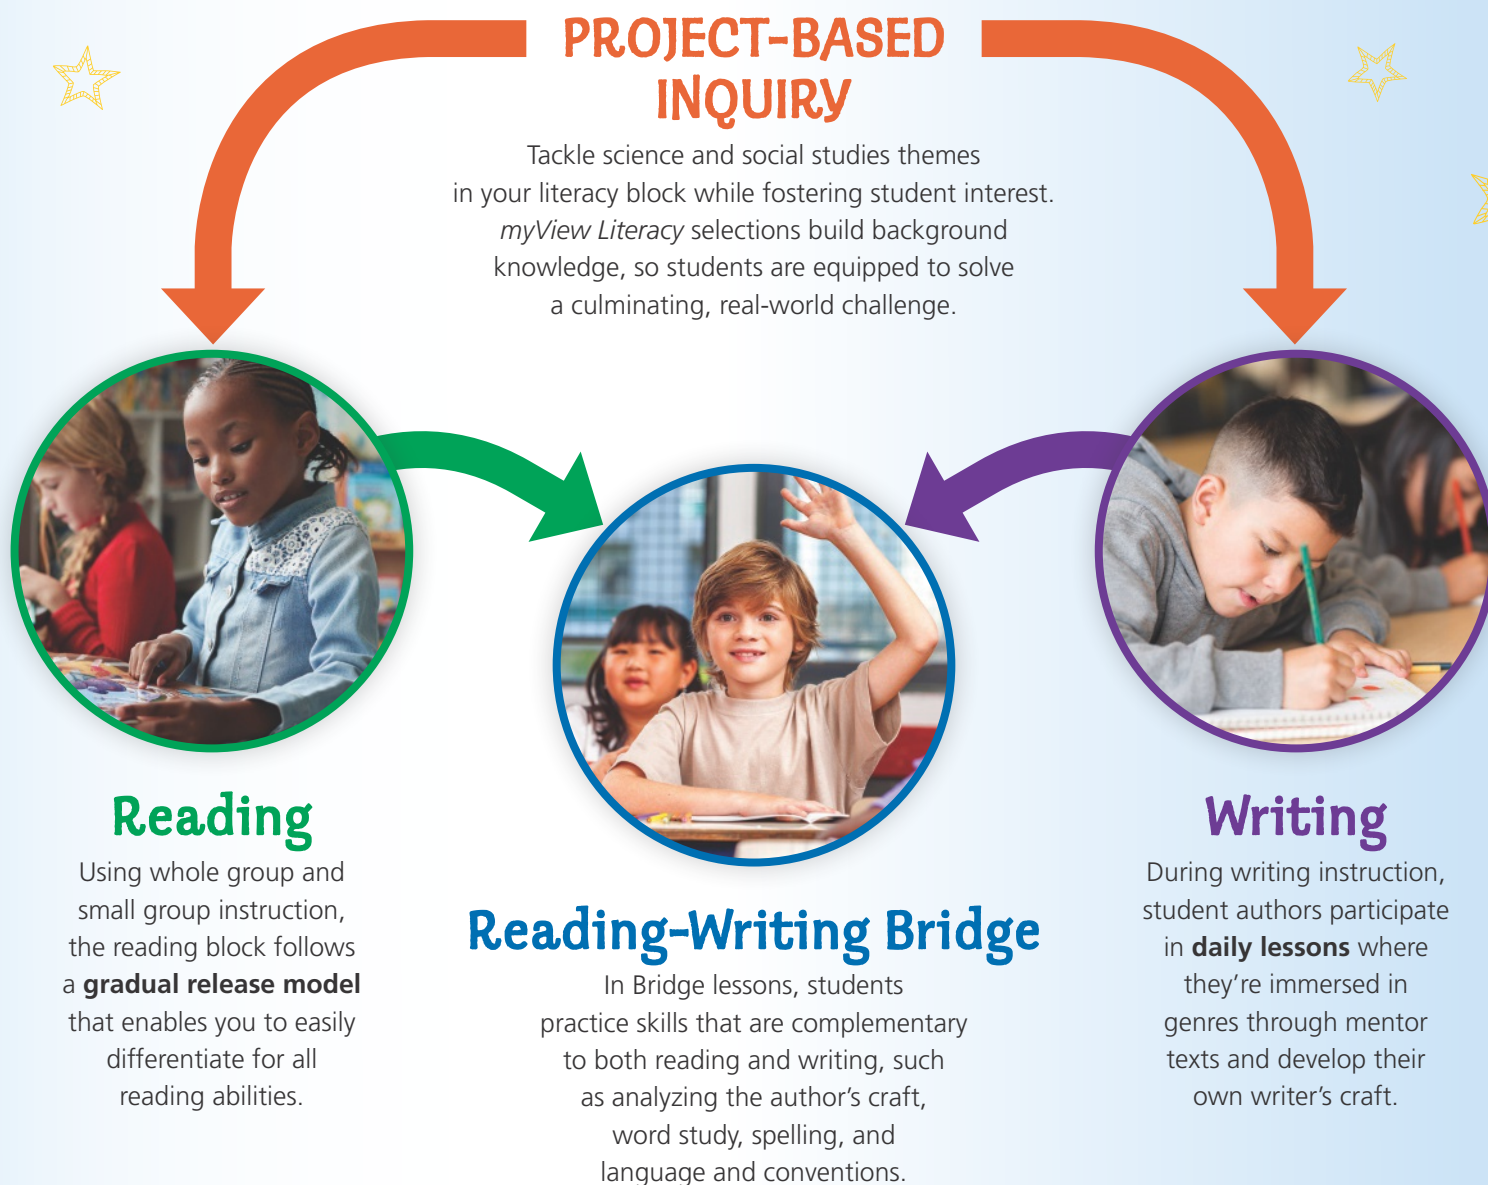 PROJECT-BASED
INQUIRY
Tackle science and social studies themes
in your literacy block while fostering student interest.
myView Literacy selections build background
knowledge, so students are equipped to solve
a culminating, real-world challenge.
Reading
Using whole group and
small group instruction,
the reading block follows
a gradual release model
that enables you to easily
differentiate for all
reading abilities.
Reading-Writing Bridge
In Bridge lessons, students
practice skills that are complementary
to both reading and writing, such
as analyzing the author’s craft,
word study, spelling, and
language and conventions.
Writing
During writing instruction,
student authors participate
in daily lessons where
they’re immersed in
genres through mentor
texts and develop their
own writer’s craft.